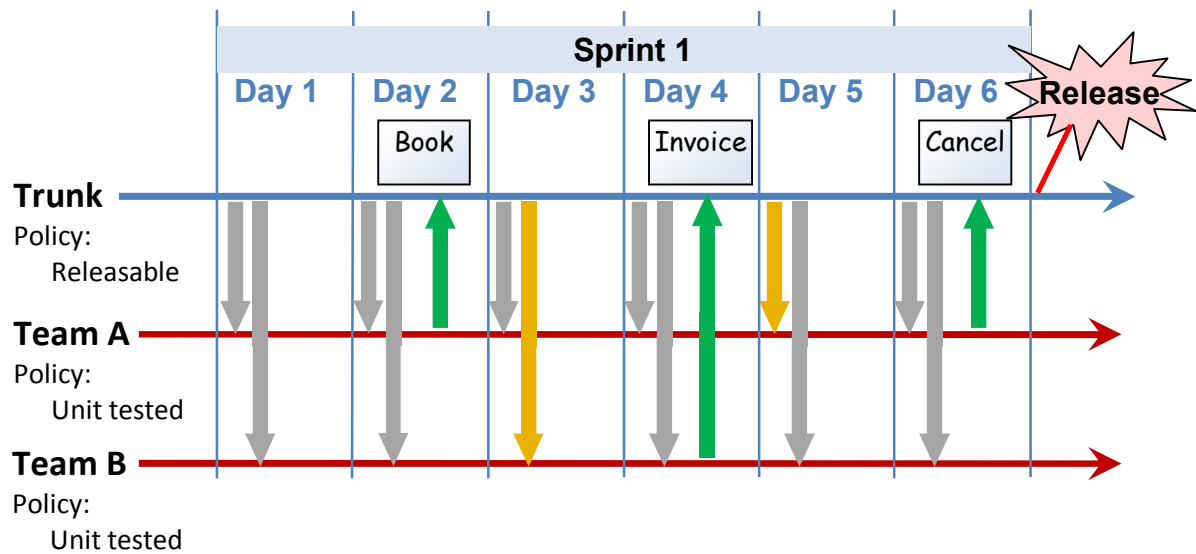 Sprint 1
Day 1 Day 2 Day 3 Day 4 Day 5 Day 6
Release
Book Invoice Cancel
Trunk
Policy:
Releasable
Team A
Policy:
Unit tested
Team B
Policy:
Unit tested